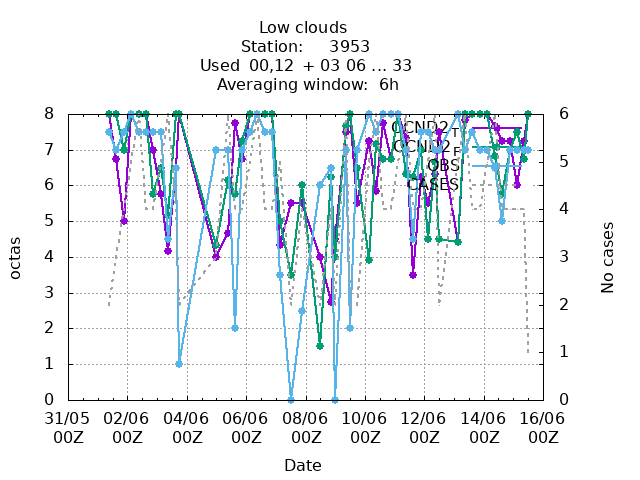 Low clouds
Station: 3953
Used 00,12 + 03 06 ... 33
Averaging window: 6h
8 7 6 5 4 3 2 1 0
6 5 4 3 2 1 0
octas
No cases
CCND2_T
CCND2_F
OBS
CASES
31/05 02/06 04/06 06/06 08/06 10/06 12/06 14/06 16/06
00Z 00Z 00Z 00Z 00Z 00Z 00Z 00Z 00Z
Date